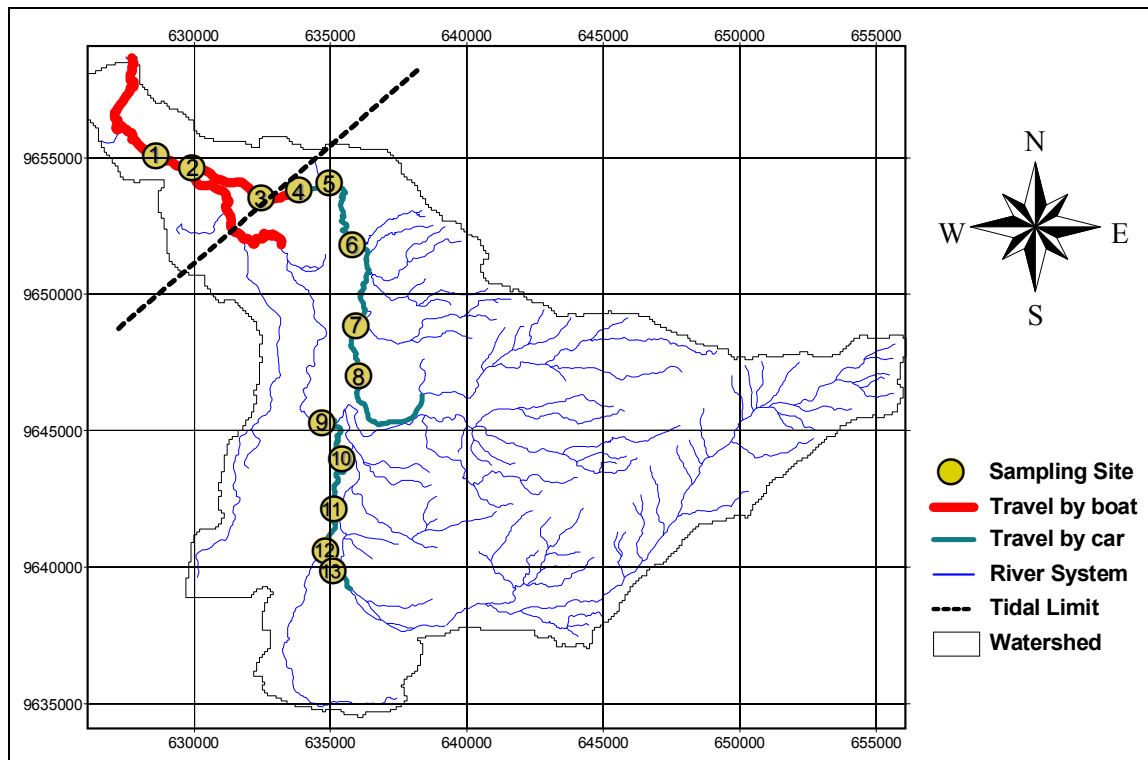 630000 635000 640000 645000 650000 655000
N
W E
S
9655000
9650000
9645000
9640000
9635000
1
2
3
4
5
6
7
8
9
10
11
12
13
Sampling Site
Travel by boat
Travel by car
River System
Tidal Limit
Watershed
630000 635000 640000 645000 650000 655000